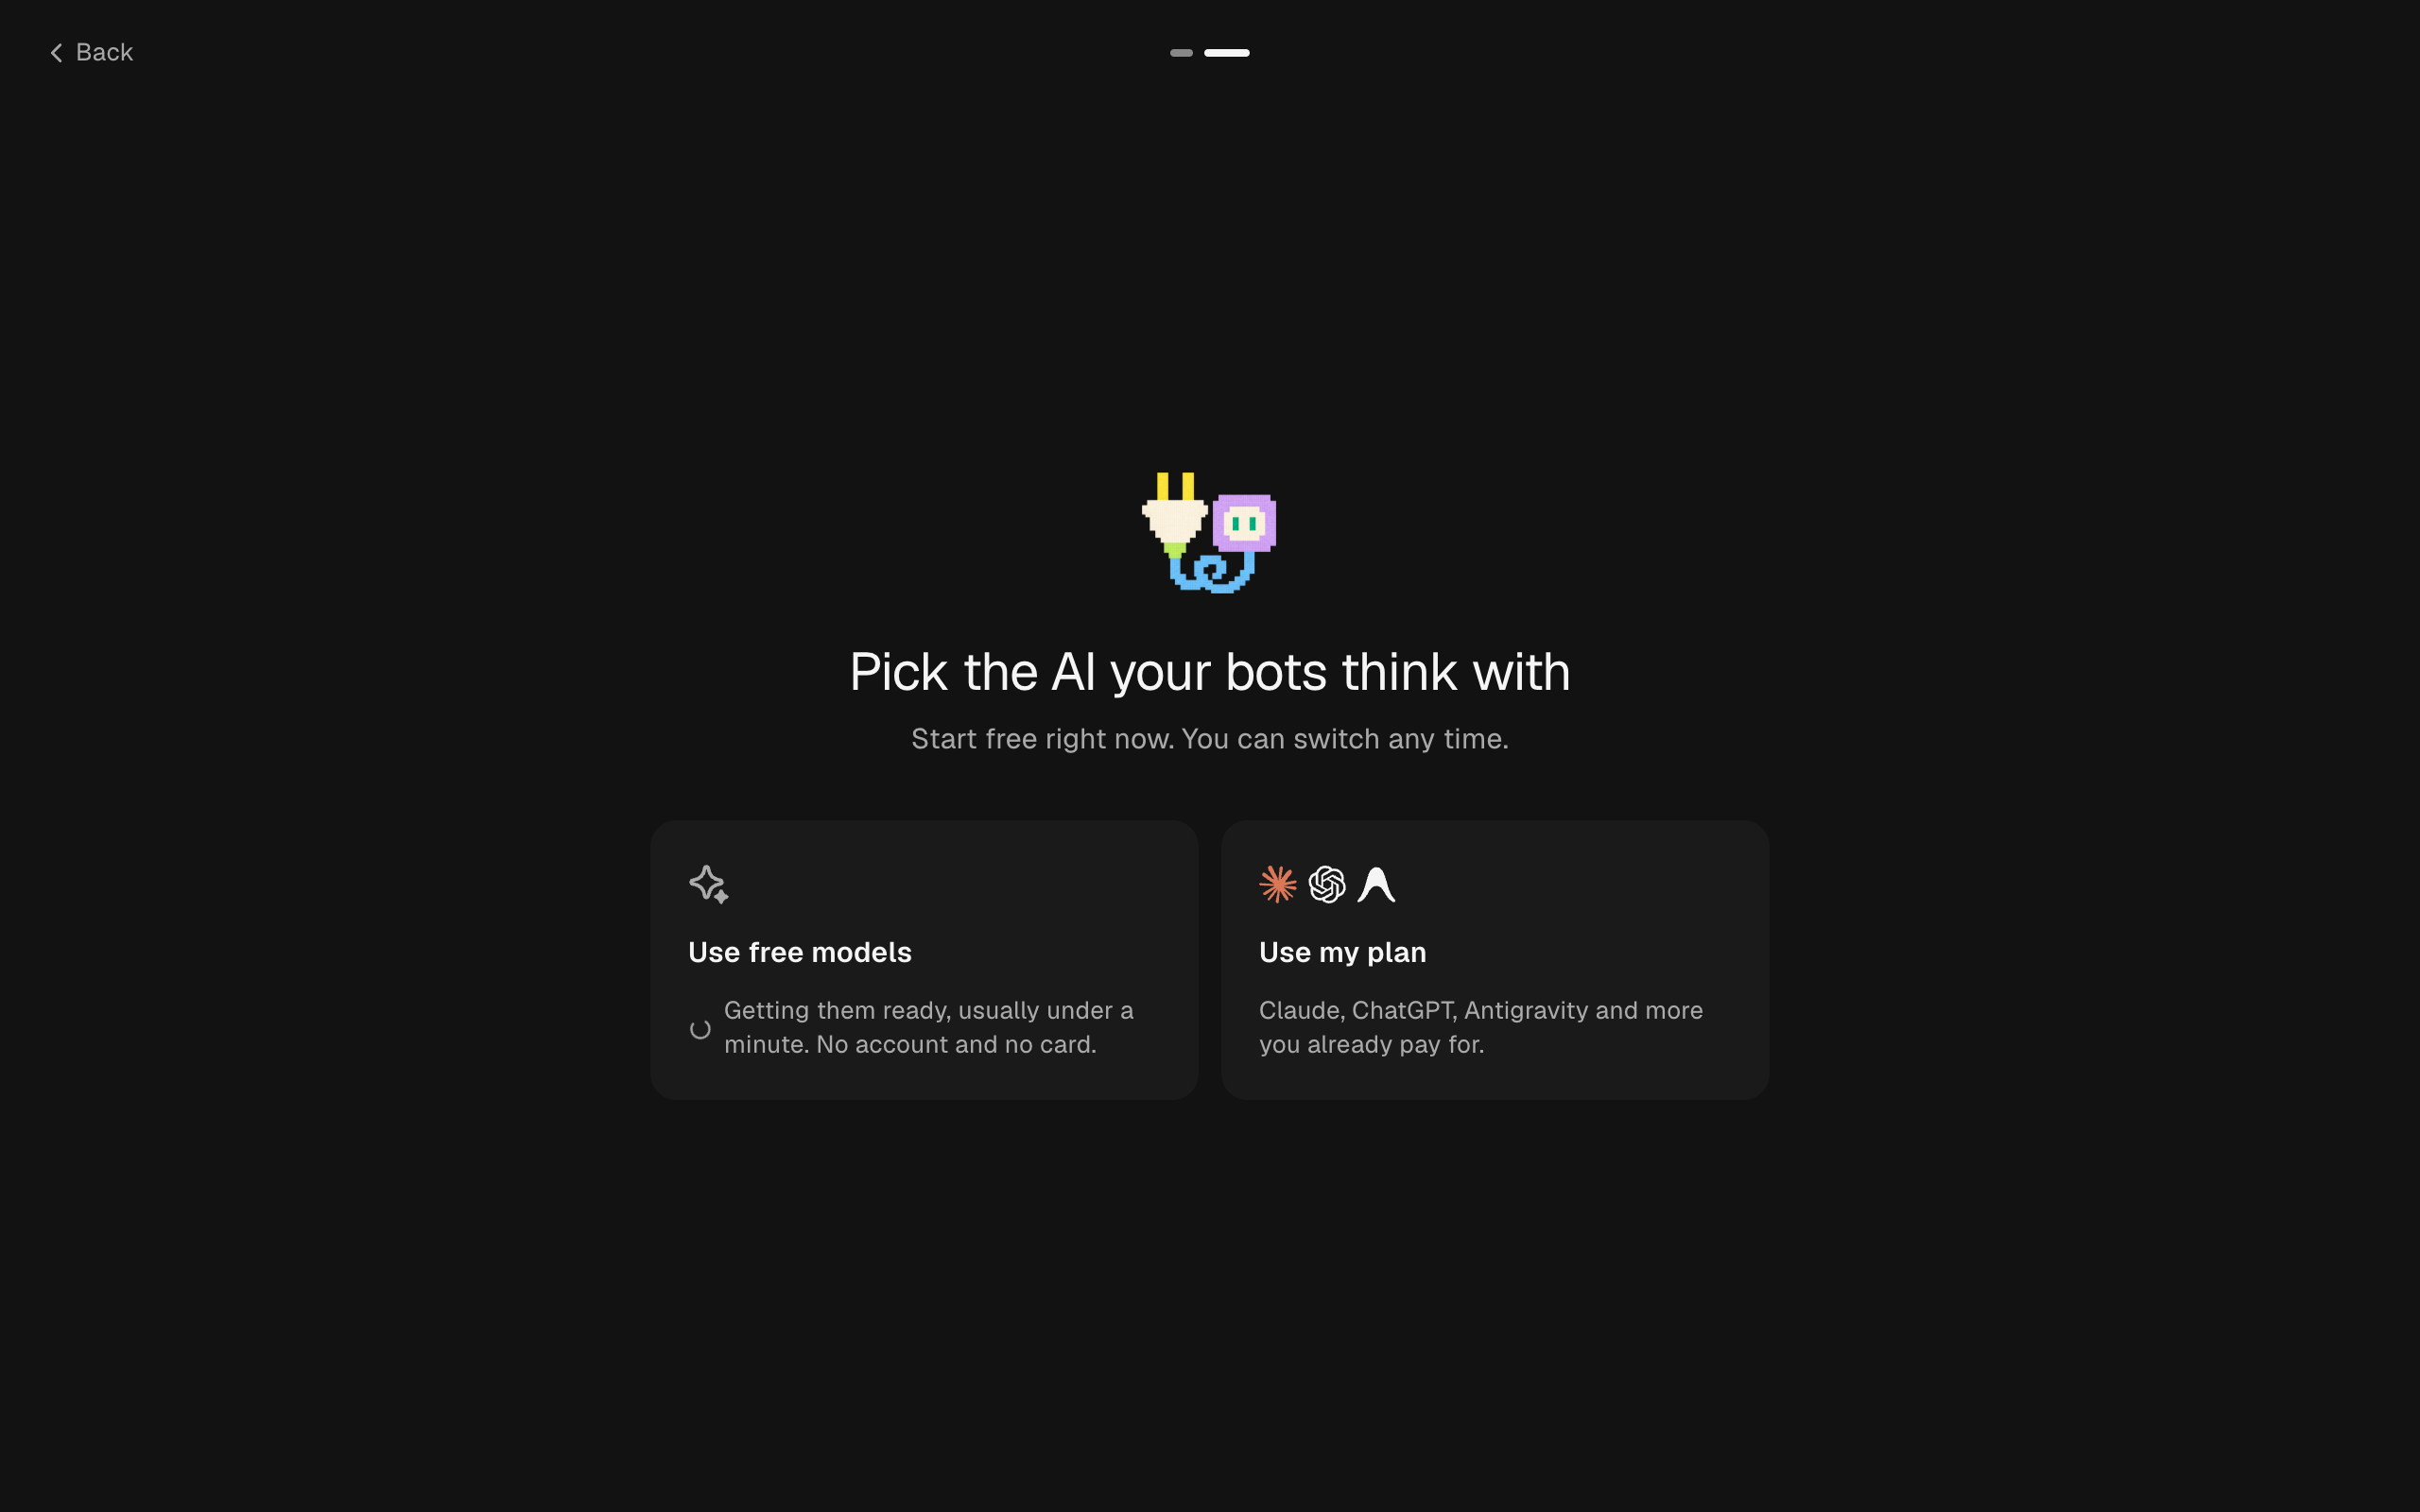 Back
Pick the AI your bots think with
Start free right now. You can switch any time.
Use free models
Getting them ready, usually under a
minute. No account and no card.
Use my plan
Claude, ChatGPT, Antigravity and more
you already pay for.